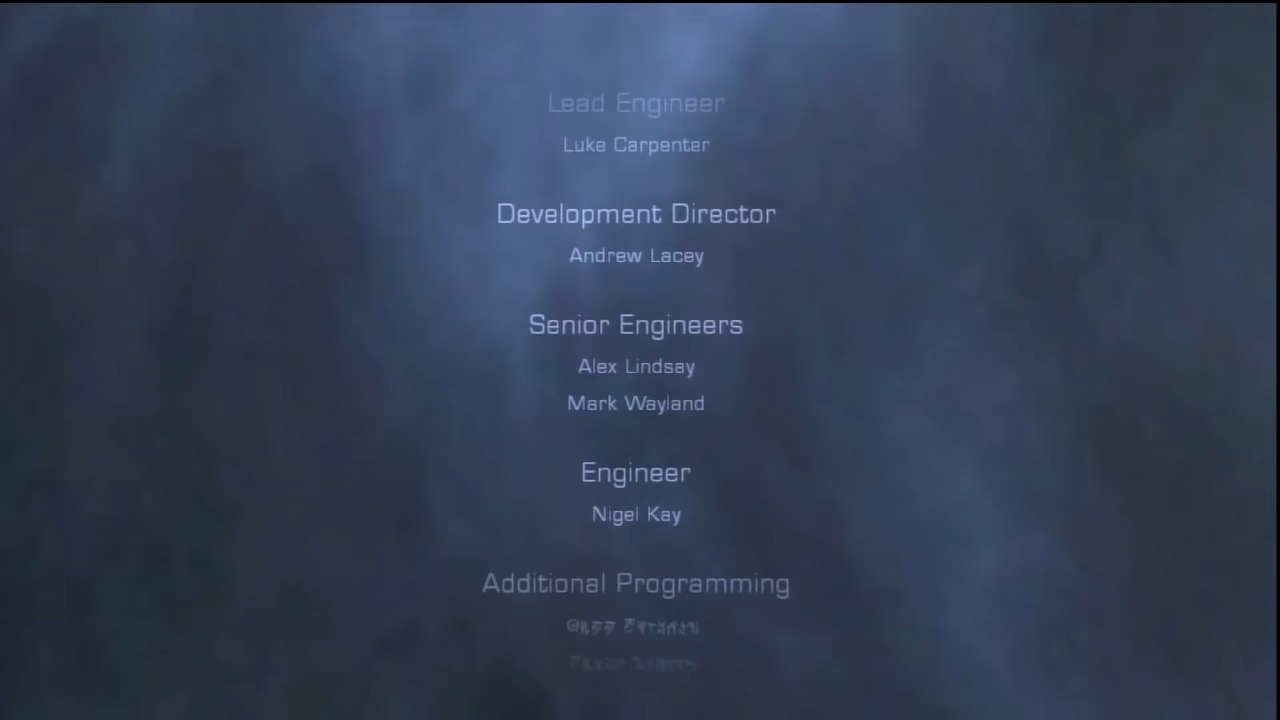 Lead Engineer
Luke Carpenter
Development Director
Andrew Lacey
Senior Engineers
Alex Lindsay
Mark Wayland
Engineer
Nigel Kay
Additional Programming